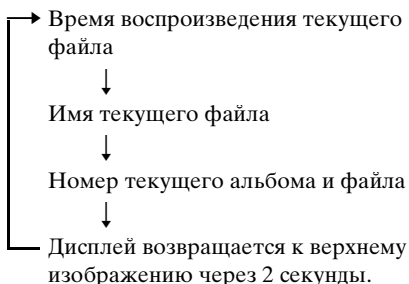 Время воспроизведения текущего
файла
Имя текущего файла
Номер текущего альбома и файла
Дисплей возвращается к верхнему
изображению через 2 секунды.